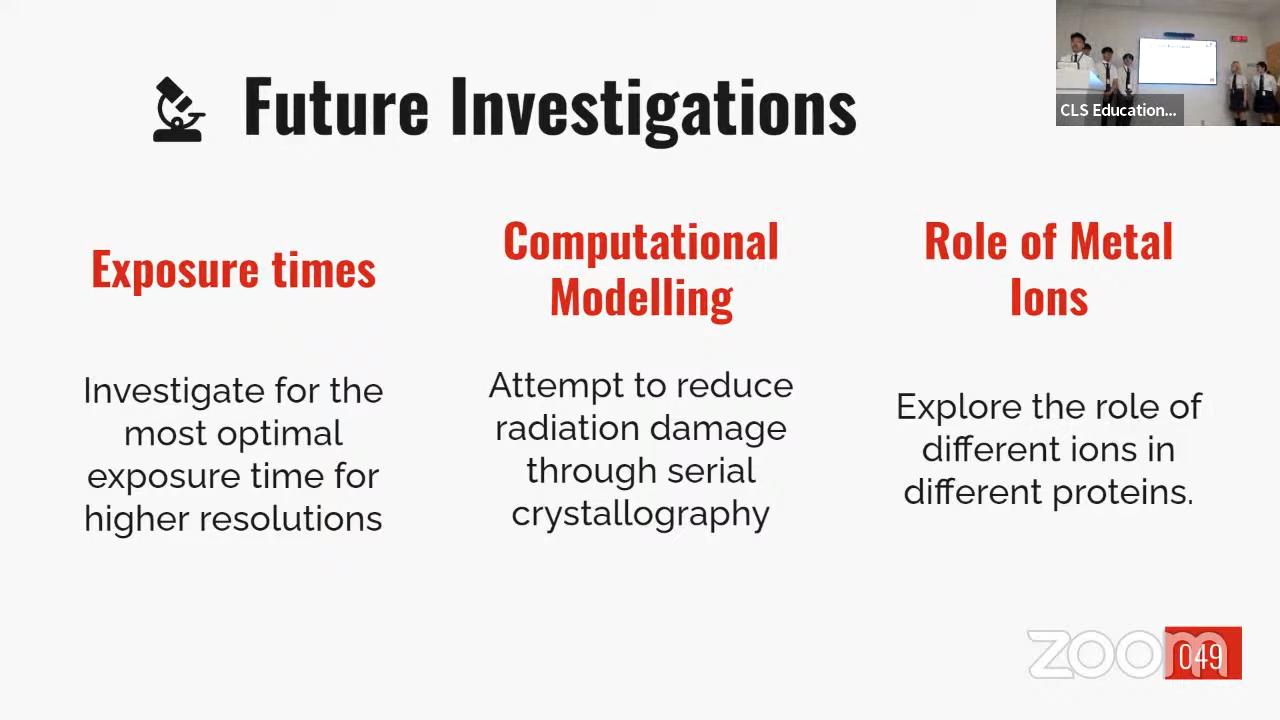 CLS Education...
Future Investigations
Exposure times
Investigate for the
most optimal
exposure time for
higher resolutions
Computational
Modelling
Attempt to reduce
radiation damage
through serial
crystallography
Role of Metal
Ions
Explore the role of
different ions in
different proteins.
zoom
049